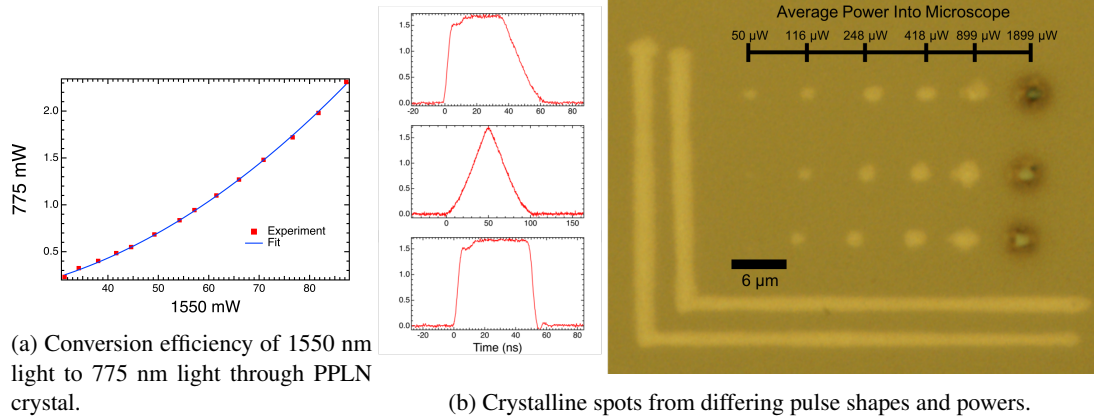 775 mW
2.0
1.5
1.0
0.5
Experiment
Fit
40
50
60
70
80
1550 mW
(a) Conversion efficiency of 1550 nm
light to 775 nm light through PPLN
crystal.
1.5
1.0
0.5
0.0
-20 0 20 40 60 80
1.5
1.0
0.5
0.0
0 50 100 150
1.5
1.0
0.5
0.0
-20 0 20 40 60 80
Time (ns)
Average Power Into Microscope
50 µW 116 µW 248 µW 418 µW 899 µW 1899 µW
6 µm
(b) Crystalline spots from differing pulse shapes and powers.